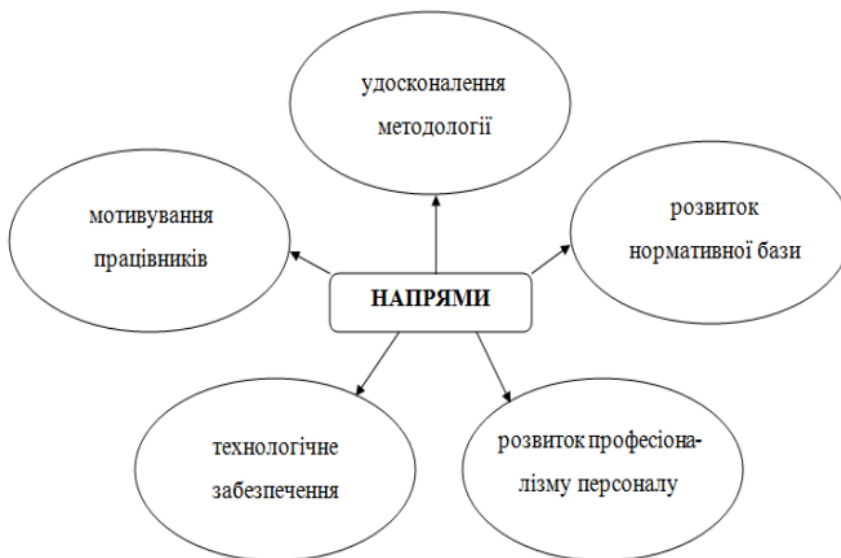 удосконалення
методології
мотивування
працівників
розвиток
нормативної бази
НАПРЯМИ
технологічне
забезпечення
розвиток професіона-
лізму персоналу